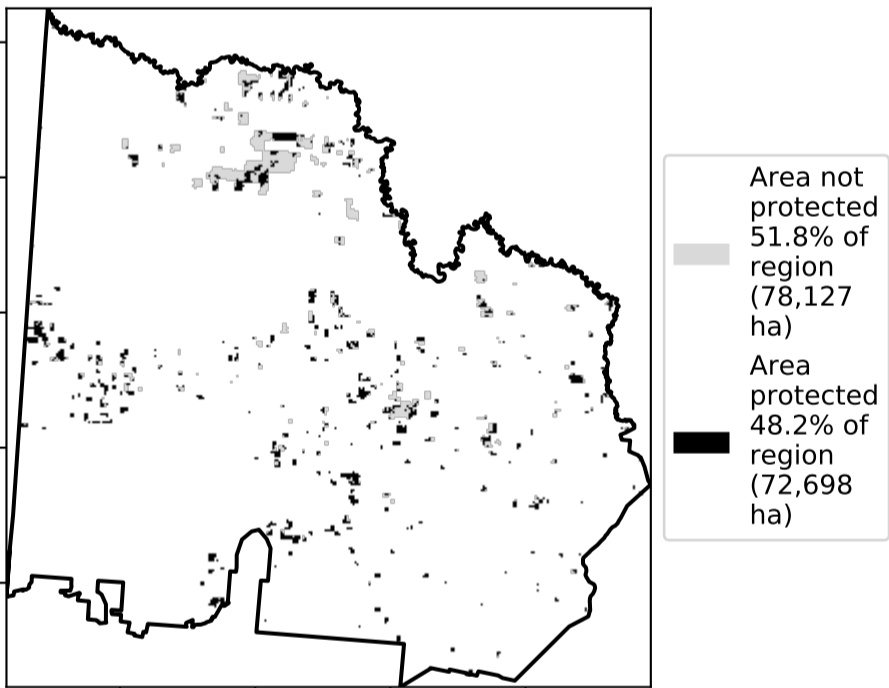 Area not
protected
51.8% of
region
(78,127
ha)
Area
protected
48.2% of
region
(72,698
ha)